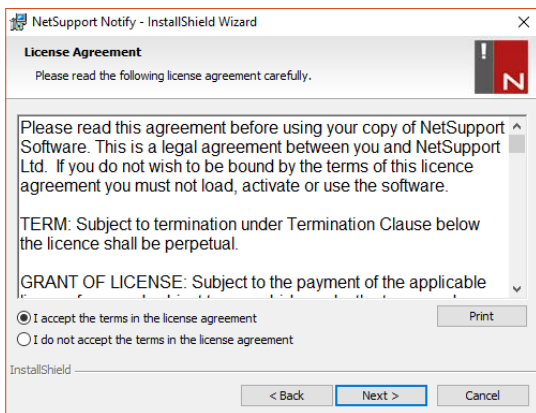 NetSupport Notify - InstallShield Wizard
License Agreement
Please read the following license agreement carefully.
! N
Please read this agreement before using your copy of NetSupport
Software. This is a legal agreement between you and NetSupport
Ltd. If you do not wish to be bound by the terms of this licence
agreement you must not load, activate or use the software.
TERM: Subject to termination under Termination Clause below
the licence shall be perpetual.
GRANT OF LICENSE: Subject to the payment of the applicable
I accept the terms in the license agreement
Print
I do not accept the terms in the license agreement
InstallShield
< Back
Next >
Cancel